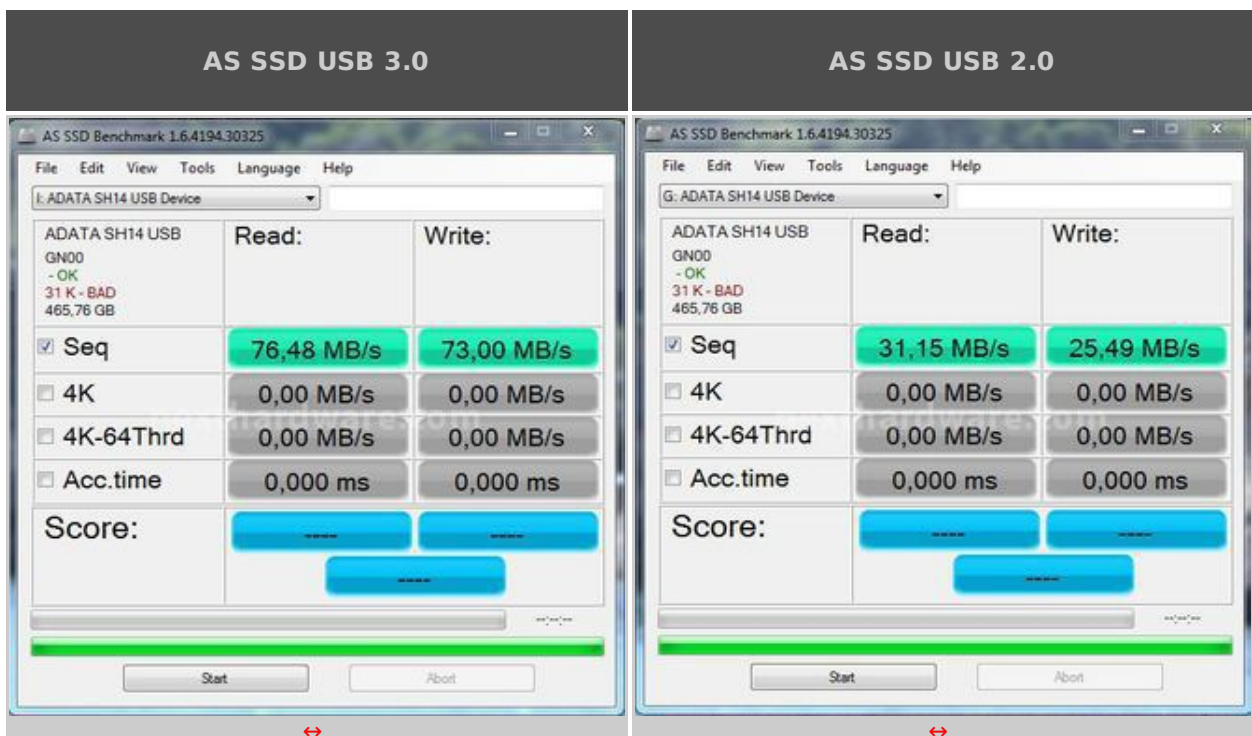 AS SSD USB 3.0
AS SSD Benchmark 1.6.4194.30325
File Edit View Tools Language Help
I: ADATA SH14 USB Device
ADATA SH14 USB
GN00
- OK
31 K - BAD
465,76 GB
Read:
Write:
Seq
76,48 MB/s
73,00 MB/s
4K
0,00 MB/s
0,00 MB/s
4K-64Thrd
0,00 MB/s
0,00 MB/s
Acc.time
0,000 ms
0,000 ms
Score:
----
----
----
--:--:--
Start
Abort
AS SSD USB 2.0
AS SSD Benchmark 1.6.4194.30325
File Edit View Tools Language Help
G: ADATA SH14 USB Device
ADATA SH14 USB
GN00
- OK
31 K - BAD
465,76 GB
Read:
Write:
Seq
31,15 MB/s
25,49 MB/s
4K
0,00 MB/s
0,00 MB/s
4K-64Thrd
0,00 MB/s
0,00 MB/s
Acc.time
0,000 ms
0,000 ms
Score:
----
----
----
--:--:--
Start
Abort